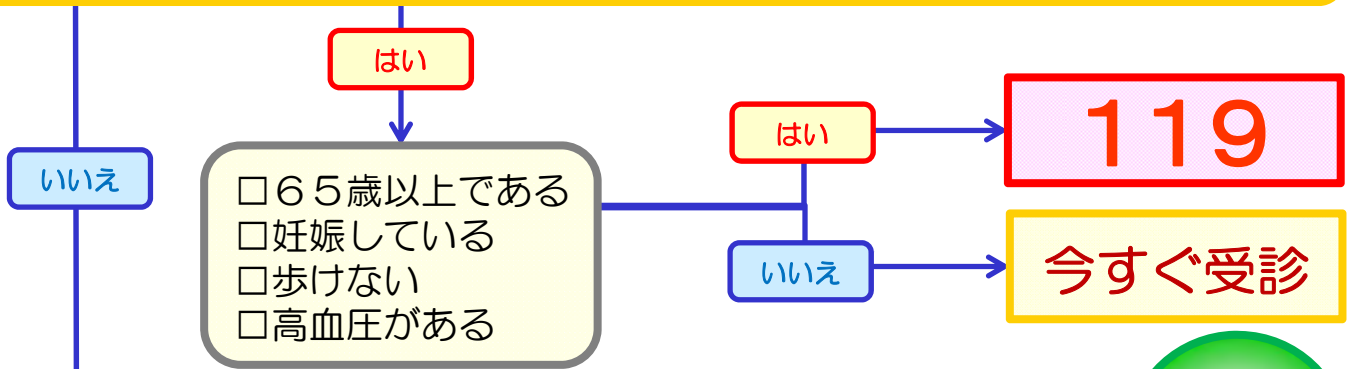 はい
いいえ
□６５歳以上である
□妊娠している
□歩けない
□高血圧がある
はい
１１９
いいえ
今すぐ受診